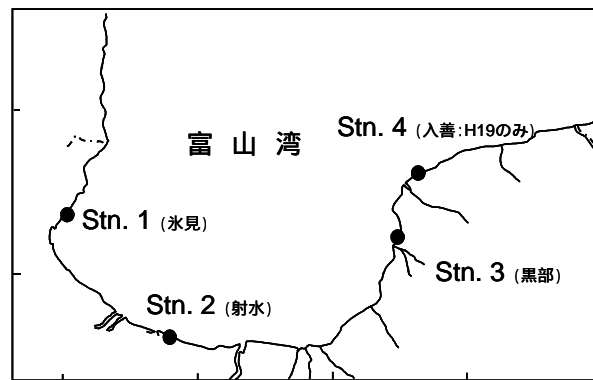 富山湾
Stn. 4 (入善:H19のみ)
Stn. 1 (氷見)
Stn. 3 (黒部)
Stn. 2 (射水)